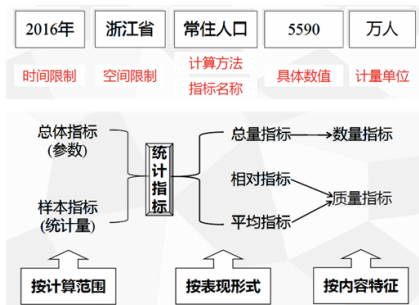 2016年 浙江省 常住人口 5590 万人
时间限制 空间限制 计算方法 具体数值 计量单位
指标名称
总体指标
(参数)
样本指标
(统计量)
统计指标
总量指标
相对指标
平均指标
数量指标
质量指标
按计算范围 按表现形式 按内容特征